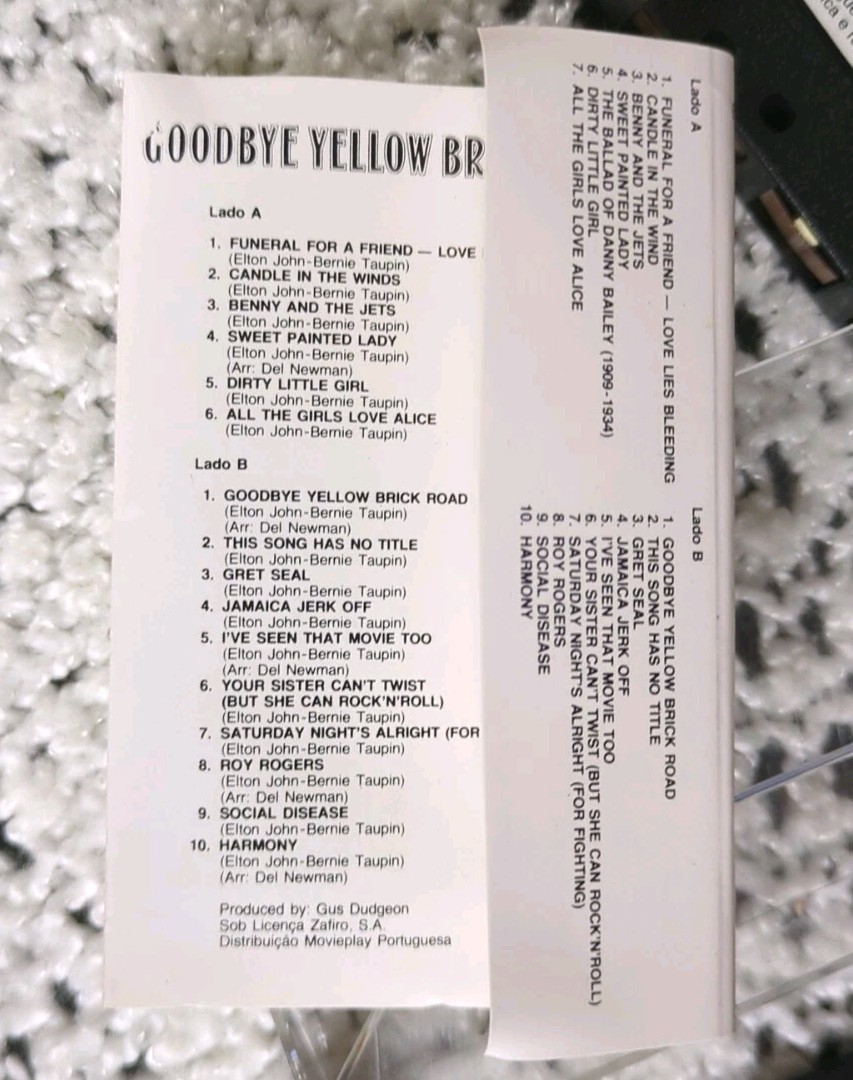 GOODBYE YELLOW BR
Lado A
1. FUNERAL FOR A FRIEND — LOVE
(Elton John-Bernie Taupin)
2. CANDLE IN THE WINDS
(Elton John-Bernie Taupin)
3. BENNY AND THE JETS
(Elton John-Bernie Taupin)
4. SWEET PAINTED LADY
(Elton John-Bernie Taupin)
(Arr: Del Newman)
5. DIRTY LITTLE GIRL
(Elton John-Bernie Taupin)
6. ALL THE GIRLS LOVE ALICE
(Elton John-Bernie Taupin)
Lado B
1. GOODBYE YELLOW BRICK ROAD
(Elton John-Bernie Taupin)
(Arr: Del Newman)
2. THIS SONG HAS NO TITLE
(Elton John-Bernie Taupin)
3. GRET SEAL
(Elton John-Bernie Taupin)
4. JAMAICA JERK OFF
(Elton John-Bernie Taupin)
5. I'VE SEEN THAT MOVIE TOO
(Elton John-Bernie Taupin)
(Arr: Del Newman)
6. YOUR SISTER CAN'T TWIST
(BUT SHE CAN ROCK'N'ROLL)
(Elton John-Bernie Taupin)
7. SATURDAY NIGHT'S ALRIGHT (FOR
(Elton John-Bernie Taupin)
8. ROY ROGERS
(Elton John-Bernie Taupin)
(Arr: Del Newman)
9. SOCIAL DISEASE
(Elton John-Bernie Taupin)
10. HARMONY
(Elton John-Bernie Taupin)
(Arr: Del Newman)
Produced by: Gus Dudgeon
Sob Licença Zafiro, S.A.
Distribuição Movieplay Portuguesa
Lado A
1. FUNERAL FOR A FRIEND — LOVE LIES BLEEDING
2. CANDLE IN THE WIND
3. BENNY AND THE JETS
4. SWEET PAINTED LADY
5. THE BALLAD OF DANNY BAILEY (1909-1934)
6. DIRTY LITTLE GIRL
7. ALL THE GIRLS LOVE ALICE
Lado B
1. GOODBYE YELLOW BRICK ROAD
2. THIS SONG HAS NO TITLE
3. GRET SEAL
4. JAMAICA JERK OFF
5. I'VE SEEN THAT MOVIE TOO
6. YOUR SISTER CAN'T TWIST (BUT SHE CAN ROCK'N'ROLL)
7. SATURDAY NIGHT'S ALRIGHT (FOR FIGHTING)
8. ROY ROGERS
9. SOCIAL DISEASE
10. HARMONY